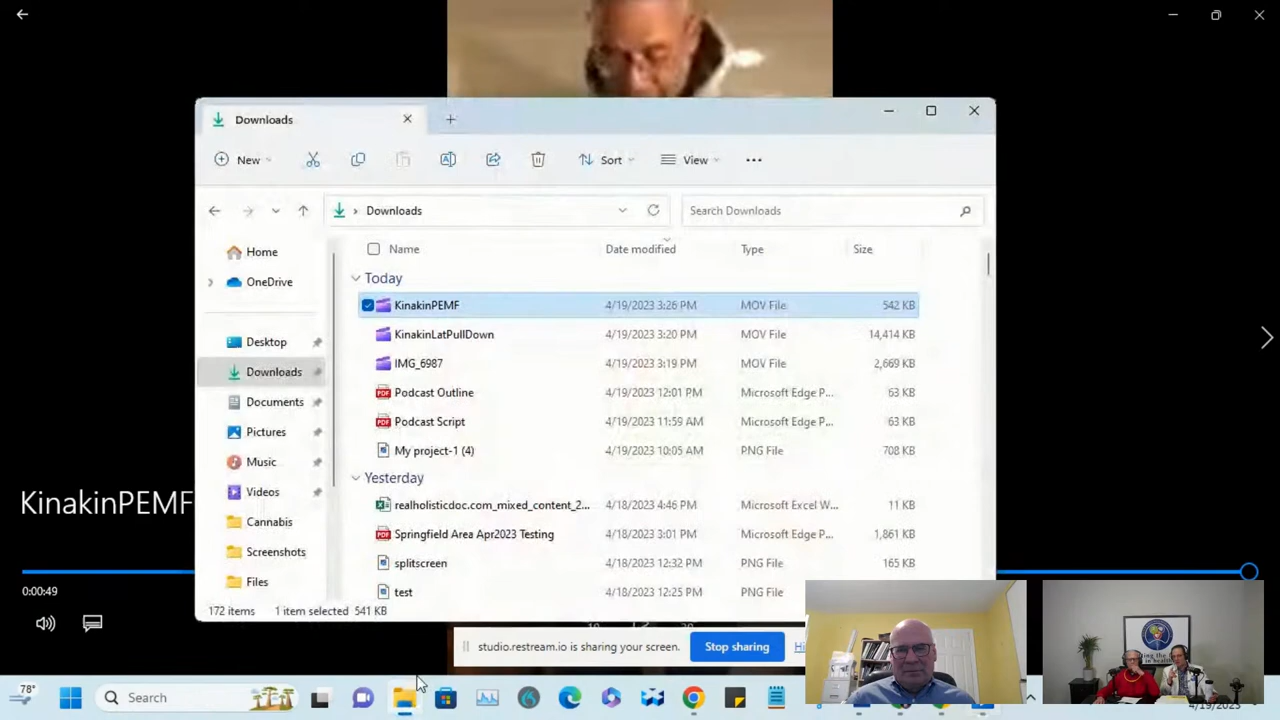 Downloads
New
Sort
View
Downloads
Search Downloads
Home
OneDrive
Desktop
Downloads
Documents
Pictures
Music
Videos
Cannabis
Screenshots
Files
Name Date modified Type Size
Today
KinakinPEMF 4/19/2023 3:26 PM MOV File 542 KB
KinakinLatPullDown 4/19/2023 3:20 PM MOV File 14,414 KB
IMG_6987 4/19/2023 3:19 PM MOV File 2,669 KB
Podcast Outline 4/19/2023 12:01 PM Microsoft Edge P... 63 KB
Podcast Script 4/19/2023 11:59 AM Microsoft Edge P... 63 KB
My project-1 (4) 4/19/2023 10:05 AM PNG File 708 KB
Yesterday
realholisticdoc.com_mixed_content_2... 4/18/2023 4:46 PM Microsoft Excel W... 11 KB
Springfield Area Apr2023 Testing 4/18/2023 3:01 PM Microsoft Edge P... 1,861 KB
splitscreen 4/18/2023 12:32 PM PNG File 165 KB
test 4/18/2023 12:25 PM PNG File
172 items 1 item selected 541 KB
KinakinPEMF
0:00:49
studio.restream.io is sharing your screen.
Stop sharing
78°
Search
4/19/2023